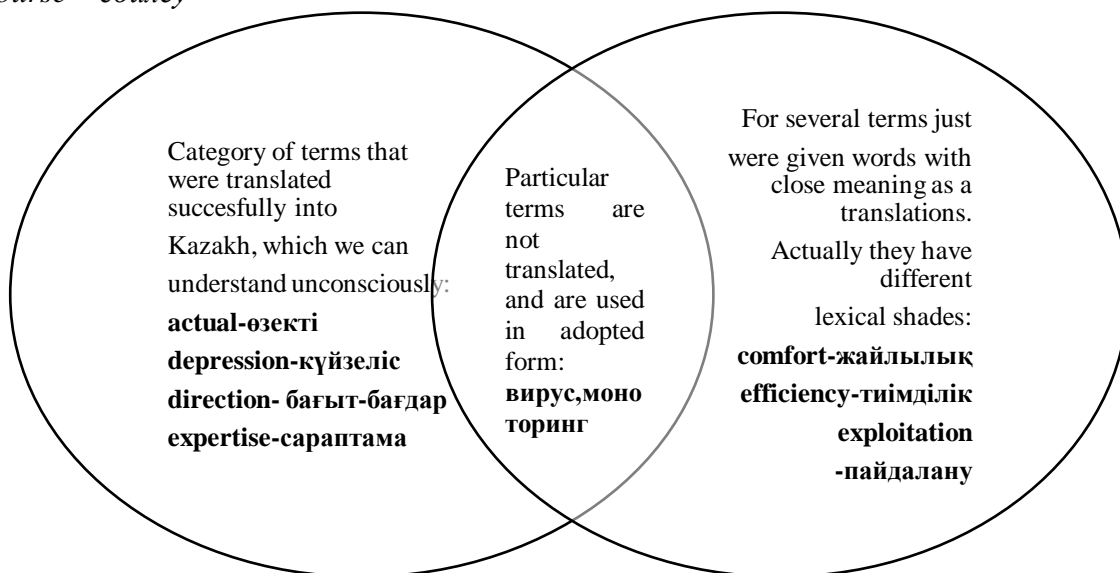 Category of terms that
were translated
succesfully into
Kazakh, which we can
understand unconsciously:
actual-өзекті
depression-күйзеліс
direction- бағыт-бағдар
expertise-сараптама
Particular
terms are
not
translated,
and are used
in adopted
form:
вирус,моно
торинг
For several terms just
were given words with
close meaning as a
translations.
Actually they have
different
lexical shades:
comfort-жайлылық
efficiency-тиімділік
exploitation
-пайдалану